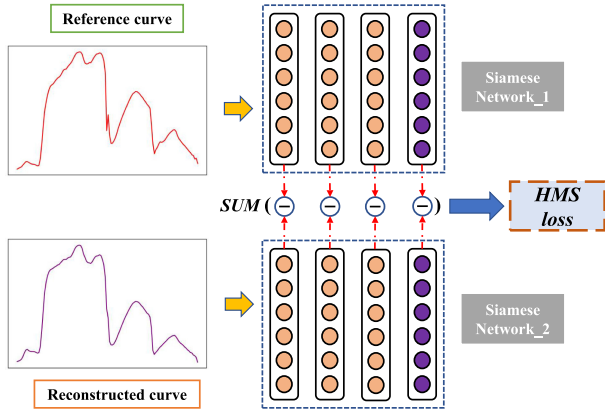 Reference curve
Siamese
Network_1
SUM ( − − − − )
HMS
loss
Siamese
Network_2
Reconstructed curve